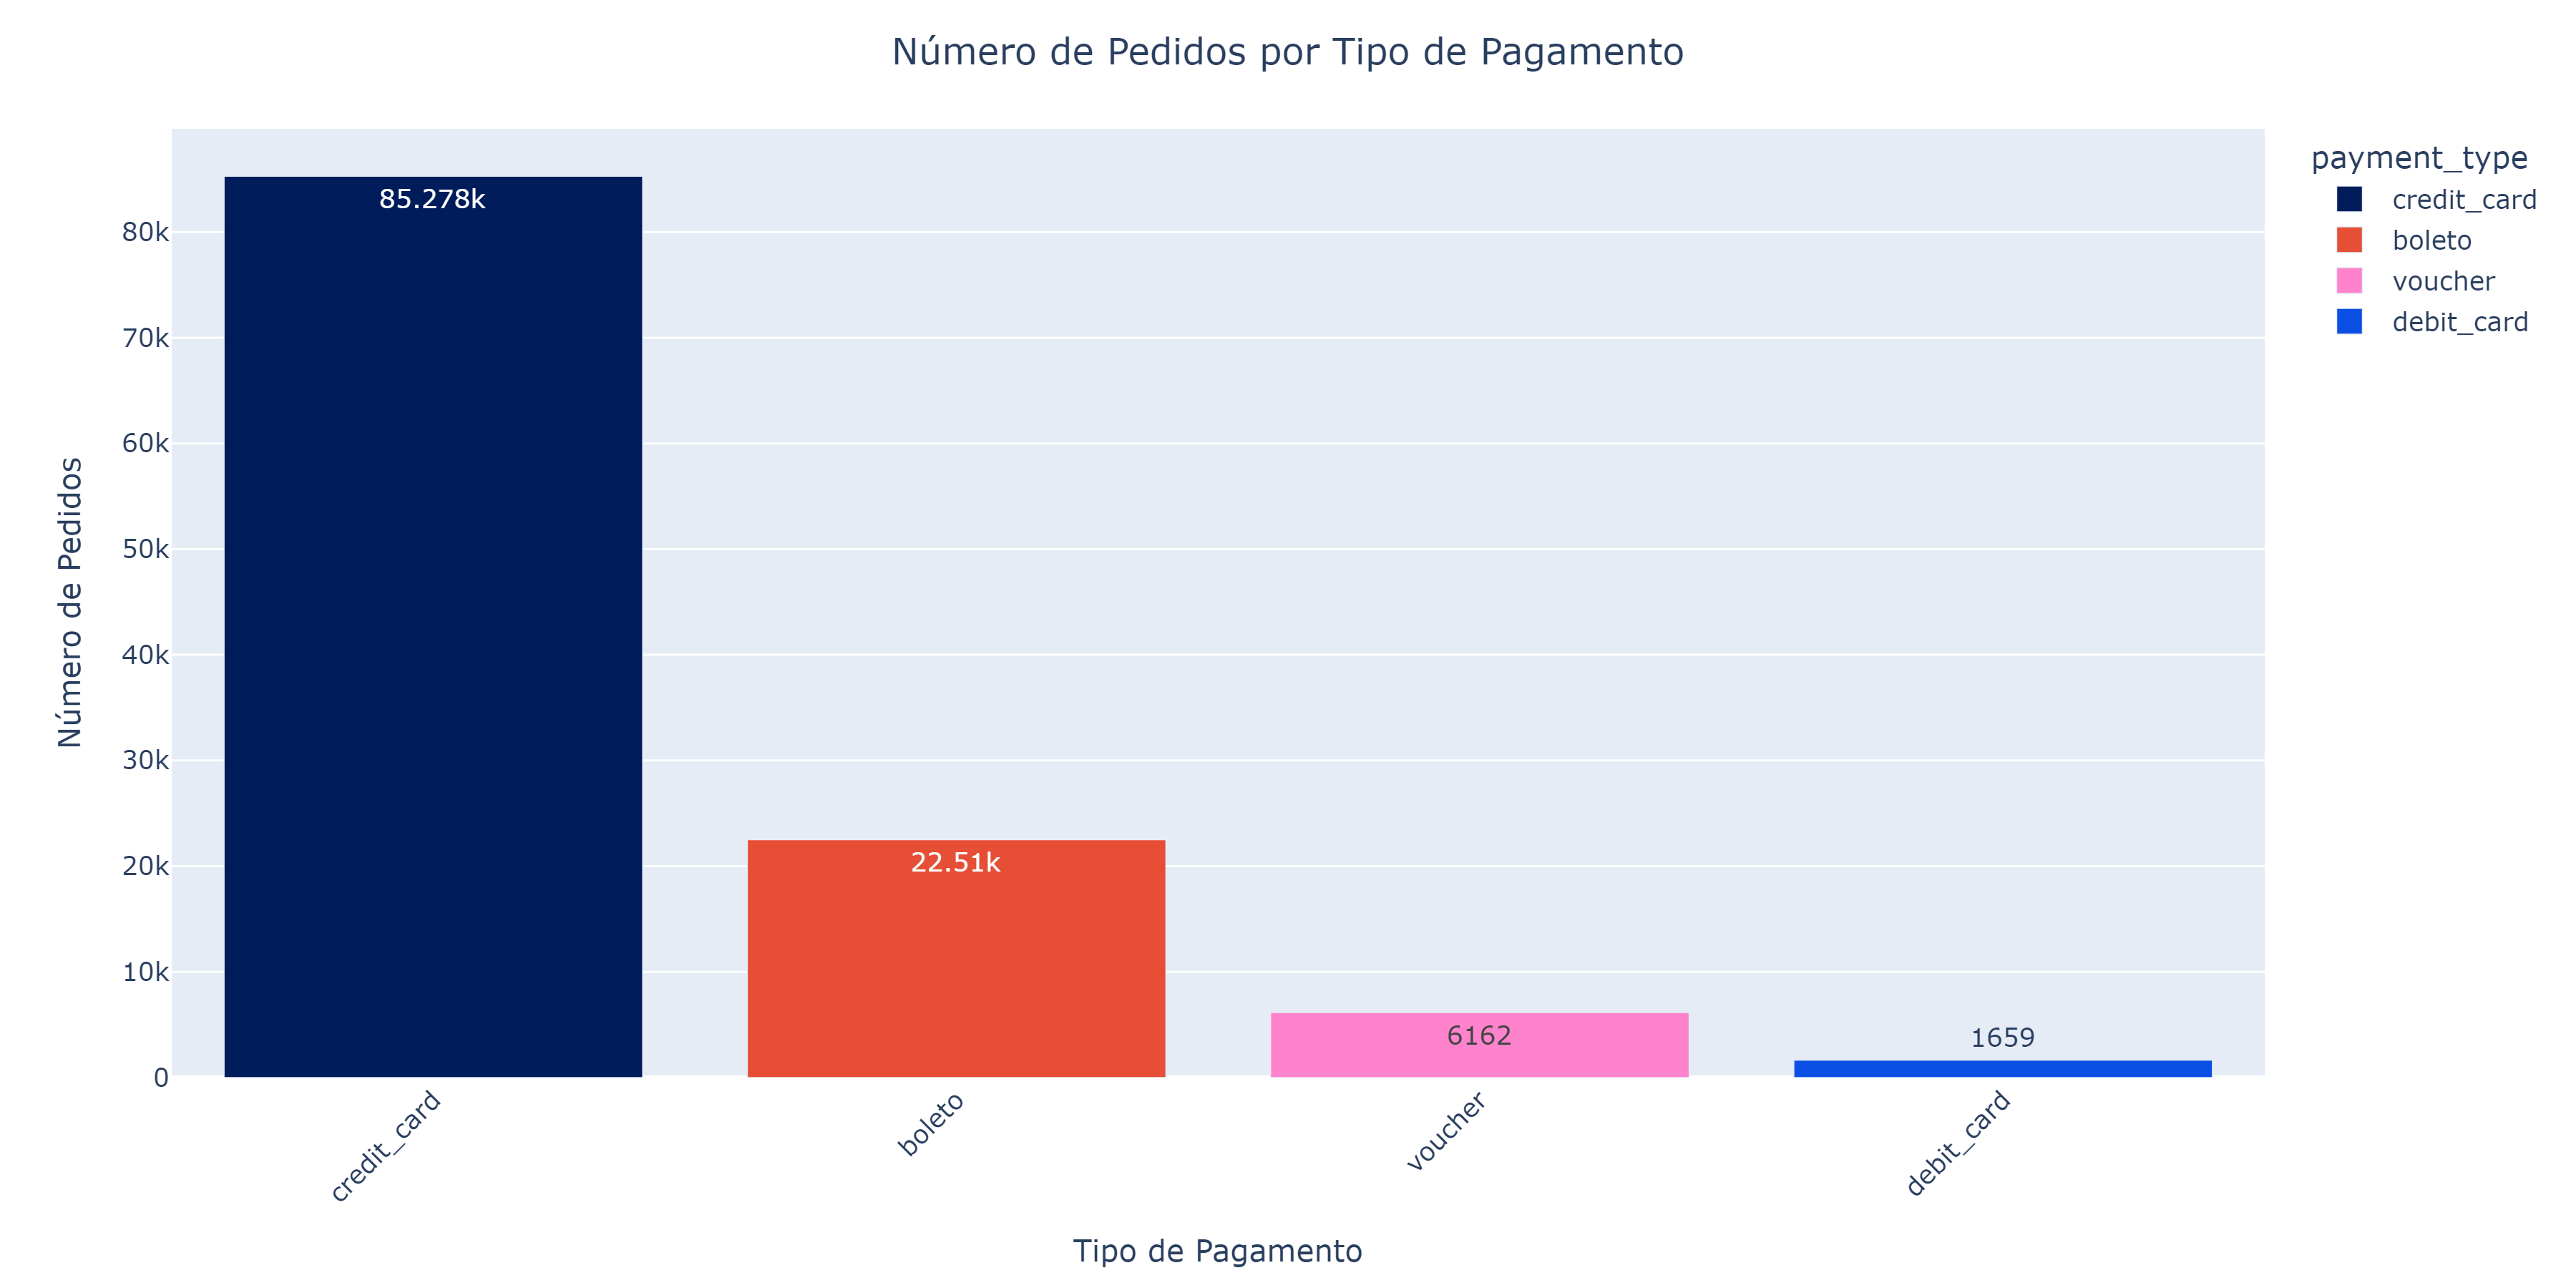 Número de Pedidos por Tipo de Pagamento
payment_type
credit_card
boleto
voucher
debit_card
Número de Pedidos
80k
70k
60k
50k
40k
30k
20k
10k
0
85.278k
22.51k
6162
1659
credit_card
boleto
voucher
debit_card
Tipo de Pagamento